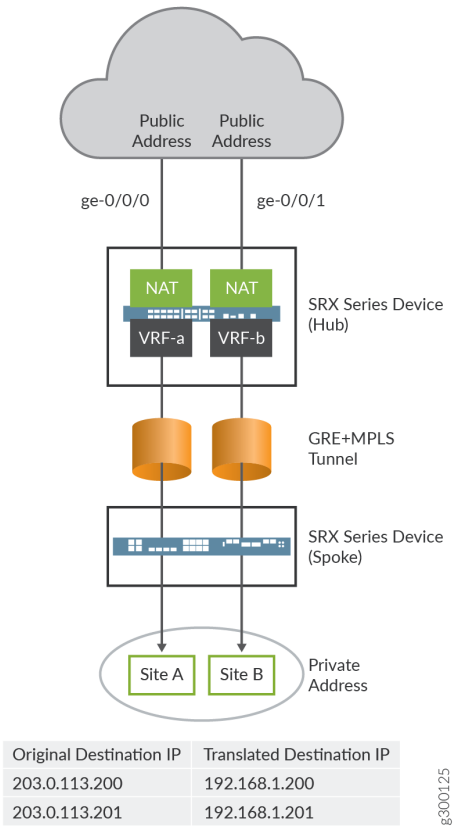 Public
Address
Public
Address
ge-0/0/0
ge-0/0/1
NAT
NAT
VRF-a
VRF-b
SRX Series Device
(Hub)
GRE+MPLS
Tunnel
SRX Series Device
(Spoke)
Site A
Site B
Private
Address
Original Destination IP Translated Destination IP
203.0.113.200 192.168.1.200
203.0.113.201 192.168.1.201
g300125